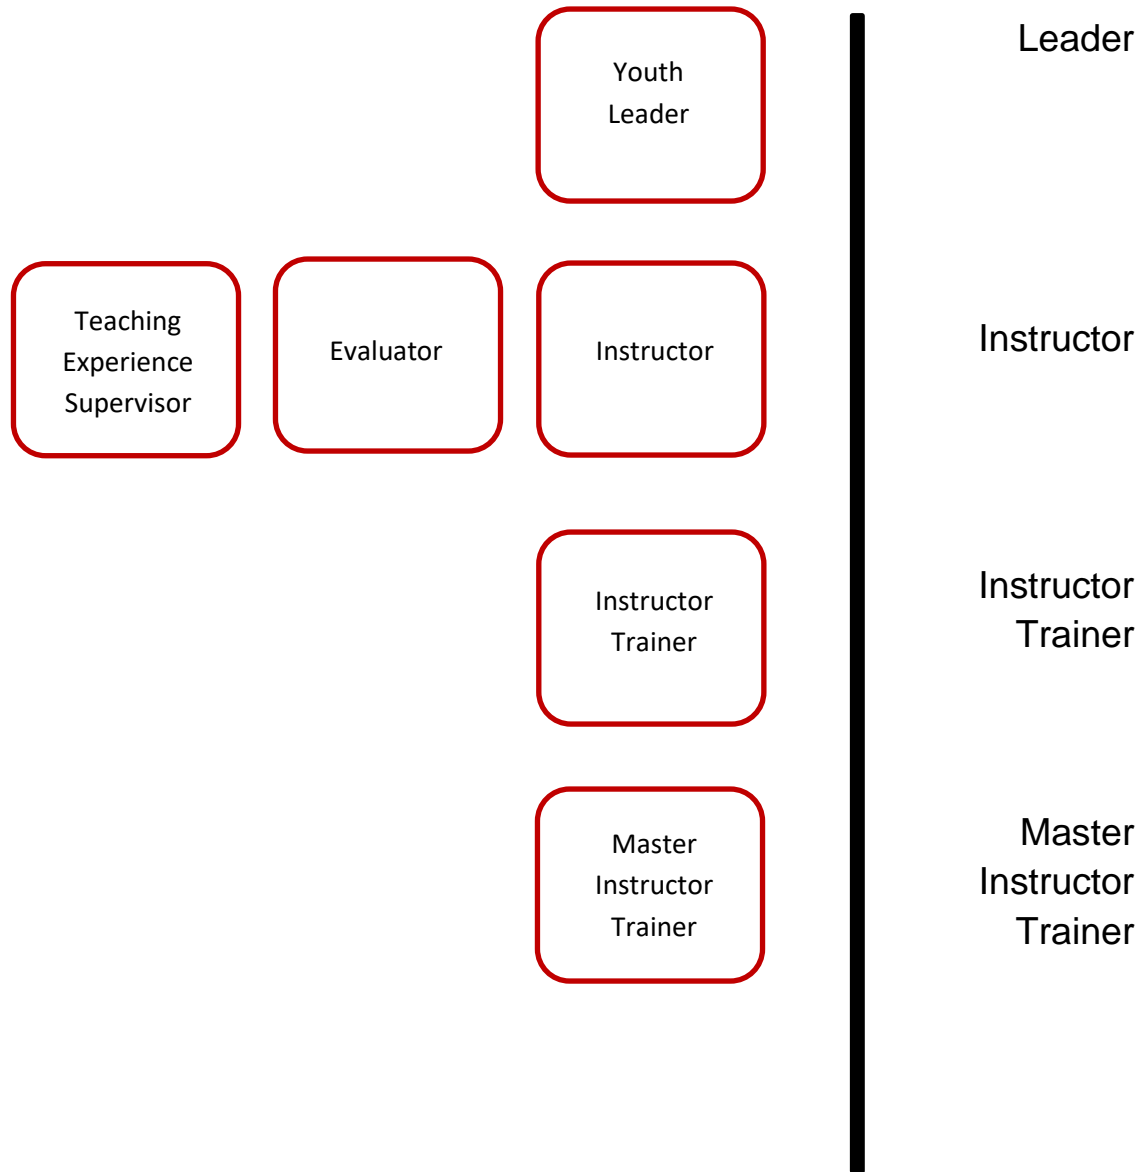 Leader
Youth
Leader
Teaching
Experience
Supervisor
Evaluator
Instructor
Instructor
Instructor
Trainer
Instructor
Trainer
Master
Instructor
Trainer
Master
Instructor
Trainer